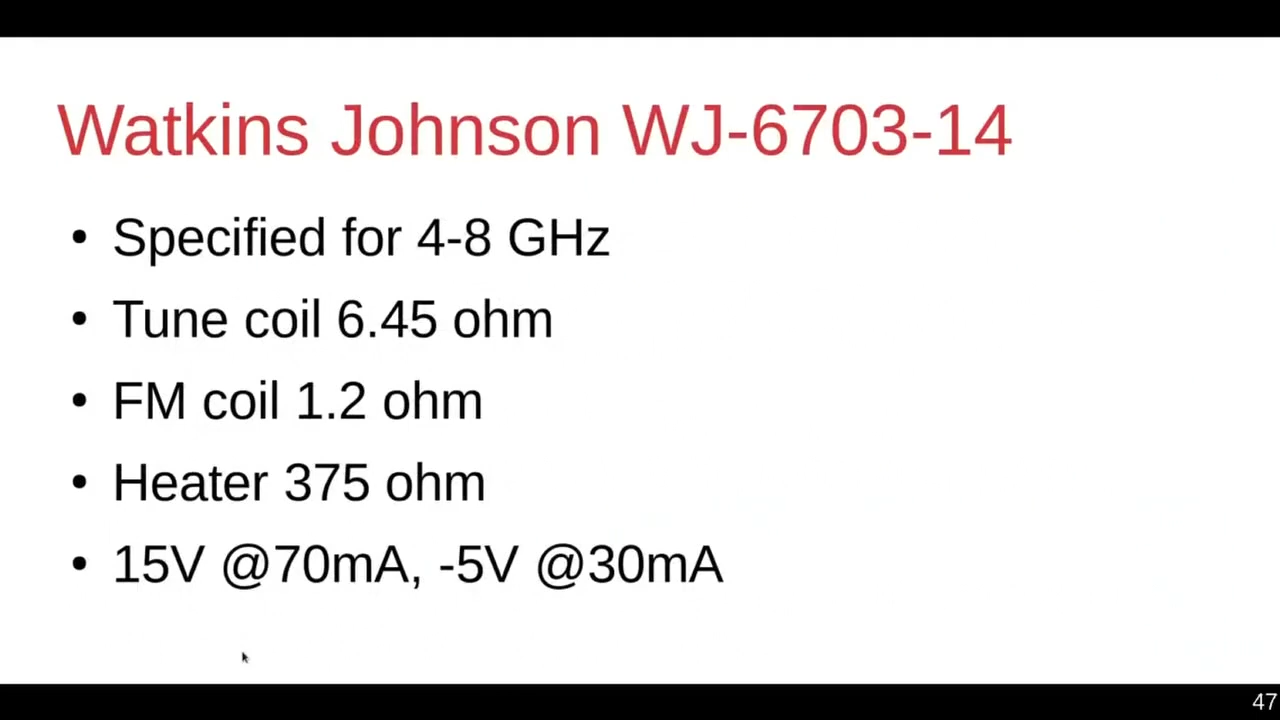 Watkins Johnson WJ-6703-14
• Specified for 4-8 GHz
• Tune coil 6.45 ohm
• FM coil 1.2 ohm
• Heater 375 ohm
• 15V @70mA, -5V @30mA
47